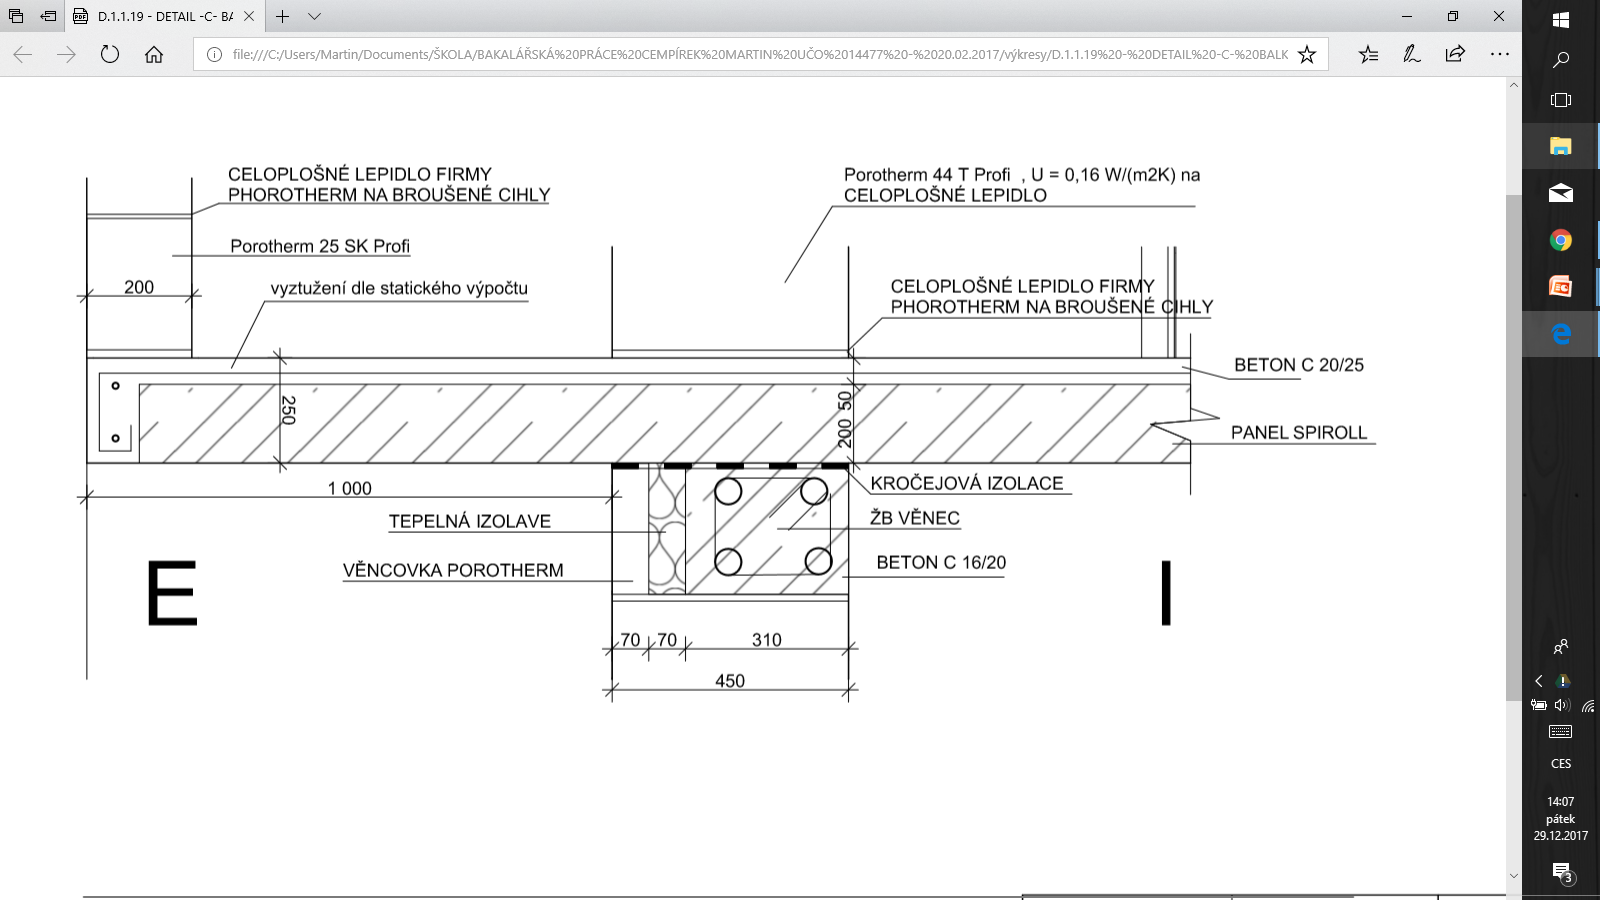 D.1.1.19 - DETAIL -C- BA
file:///C:/Users/Martin/Documents/ŠKOLA/BAKALÁŘSKÁ%20PRÁCE%20CEMPÍREK%20MARTIN%20UČO%2014477%20-%2020.02.2017/výkresy/D.1.1.19%20-%20DETAIL%20-C-%20BALK
CELOPLOŠNÉ LEPIDLO FIRMY
PHOROTHERM NA BROUŠENÉ CIHLY
Porotherm 44 T Profi , U = 0,16 W/(m2K) na
CELOPLOŠNÉ LEPIDLO
Porotherm 25 SK Profi
200
vyztužení dle statického výpočtu
CELOPLOŠNÉ LEPIDLO FIRMY
PHOROTHERM NA BROUŠENÉ CIHLY
BETON C 20/25
250
50
200
PANEL SPIROLL
1 000
KROČEJOVÁ IZOLACE
TEPELNÁ IZOLAVE
ŽB VĚNEC
VĚNCOVKA POROTHERM
BETON C 16/20
E
I
70
70
310
450
CES
14:07
pátek
29.12.2017
3